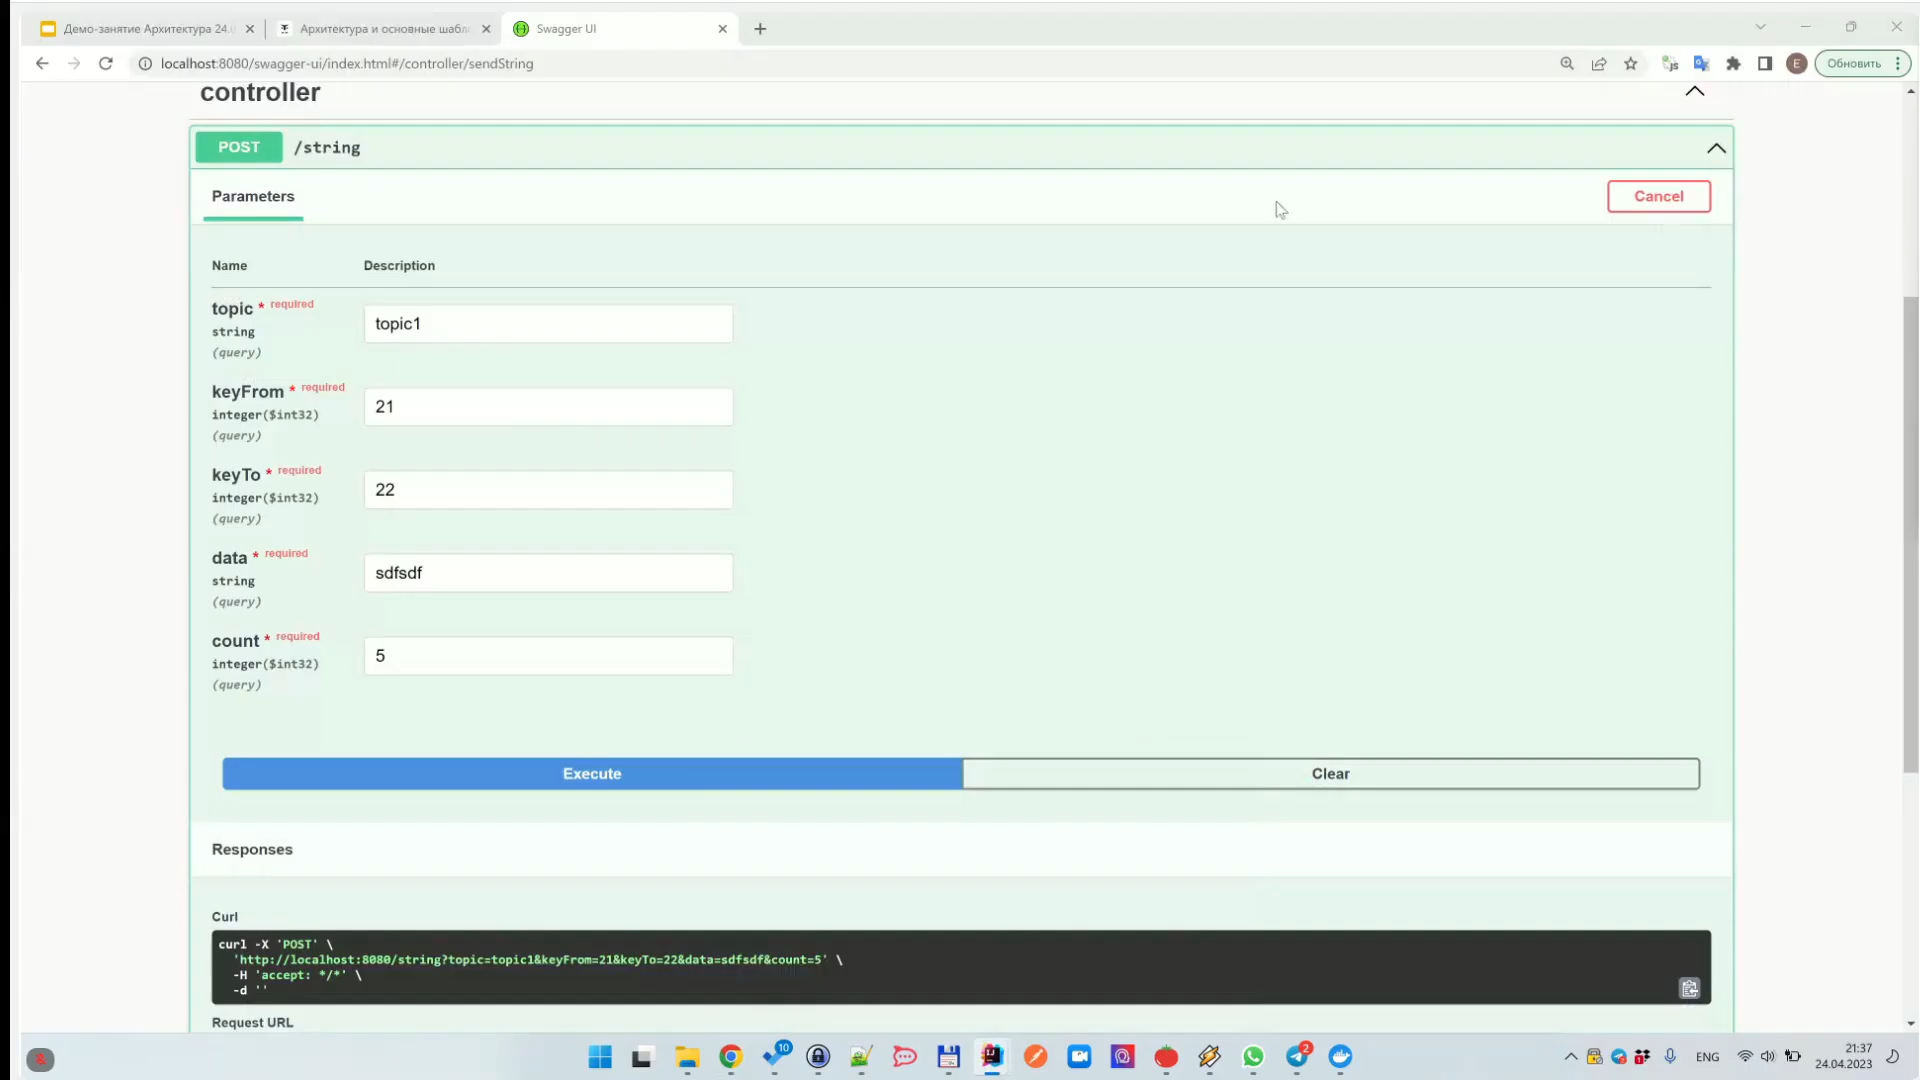 Демо-занятие Архитектура 24.
Архитектура и основные шабл
Swagger UI
localhost:8080/swagger-ui/index.html#/controller/sendString
E
Обновить
controller
POST /string
Parameters
Cancel
Name Description
topic * required
string
(query)
topic1
keyFrom * required
integer($int32)
(query)
21
keyTo * required
integer($int32)
(query)
22
data * required
string
(query)
sdfsdf
count * required
integer($int32)
(query)
5
Execute
Clear
Responses
Curl
curl -X 'POST' \
'http://localhost:8080/string?topic=topic1&keyFrom=21&keyTo=22&data=sdfsdf&count=5' \
-H 'accept: */*' \
-d ''
Request URL
10
2
ENG
21:37
24.04.2023